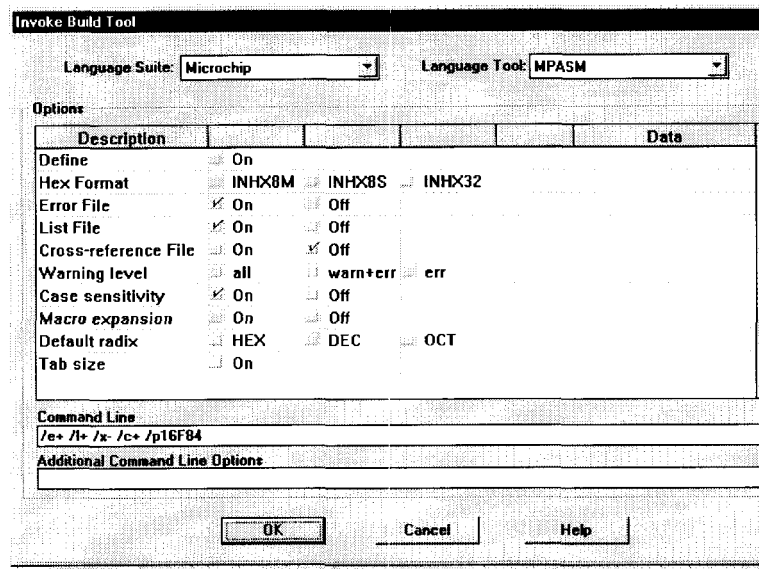 Invoke Build Tool
Language Suite: Microchip Language Tool: MPASM
Options
Description Data
Define On
Hex Format INHX8M INHX8S INHX32
Error File On Off
List File On Off
Cross-reference File On Off
Warning level all warn+err err
Case sensitivity On Off
Macro expansion On Off
Default radix HEX DEC OCT
Tab size On
Command Line
/e+ /l+ /x- /c+ /p16F84
Additional Command Line Options
OK Cancel Help